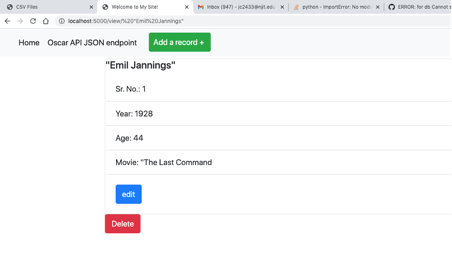 CSV Files
Welcome to My Site!
Inbox (947) - jc2433@njit.edu
python - ImportError: No mod
ERROR: for db Cannot s
localhost:5000/view/%20"Emil%20Jannings"
Home
Oscar API JSON endpoint
Add a record +
"Emil Jannings"
Sr. No.: 1
Year: 1928
Age: 44
Movie: "The Last Command
edit
Delete